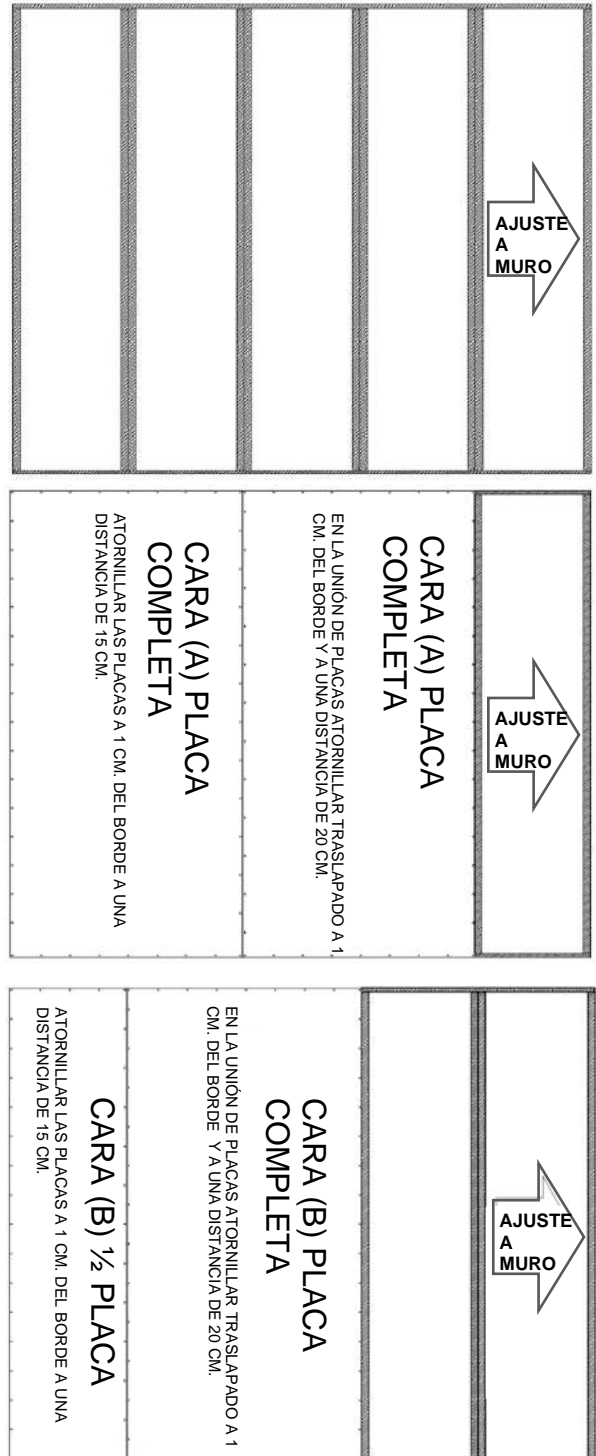 AJUSTE
A
MURO
CARA (A) PLACA
COMPLETA
ATORNILLAR LAS PLACAS A 1 CM. DEL BORDE A UNA
DISTANCIA DE 15 CM.
CARA (A) PLACA
COMPLETA
EN LA UNIÓN DE PLACAS ATORNILLAR TRASLAPADO A 1
CM. DEL BORDE Y A UNA DISTANCIA DE 20 CM.
AJUSTE
A
MURO
CARA (B) ½ PLACA
ATORNILLAR LAS PLACAS A 1 CM. DEL BORDE A UNA
DISTANCIA DE 15 CM.
CARA (B) PLACA
COMPLETA
EN LA UNIÓN DE PLACAS ATORNILLAR TRASLAPADO A 1
CM. DEL BORDE Y A UNA DISTANCIA DE 20 CM.
AJUSTE
A
MURO